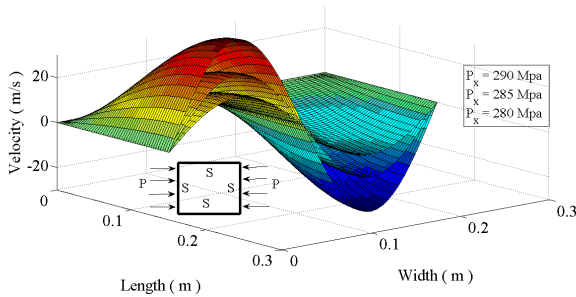 Velocity ( m/s )
20
0
-20
P_x = 290 Mpa
P_x = 285 Mpa
P_x = 280 Mpa
S
P S S P
S
0
0.1
0.2
0.3
Length ( m )
0
0.1
0.2
0.3
Width ( m )